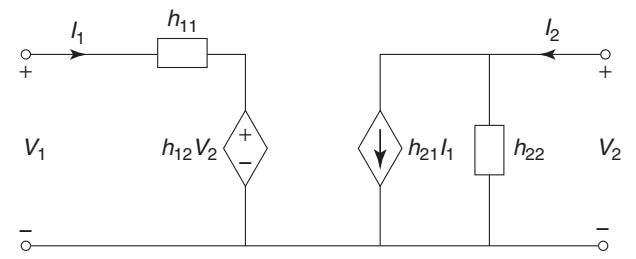 I₁ h₁₁ I₂
+ +
V₁ h₁₂V₂ + − h₂₁I₁ h₂₂ V₂
− −